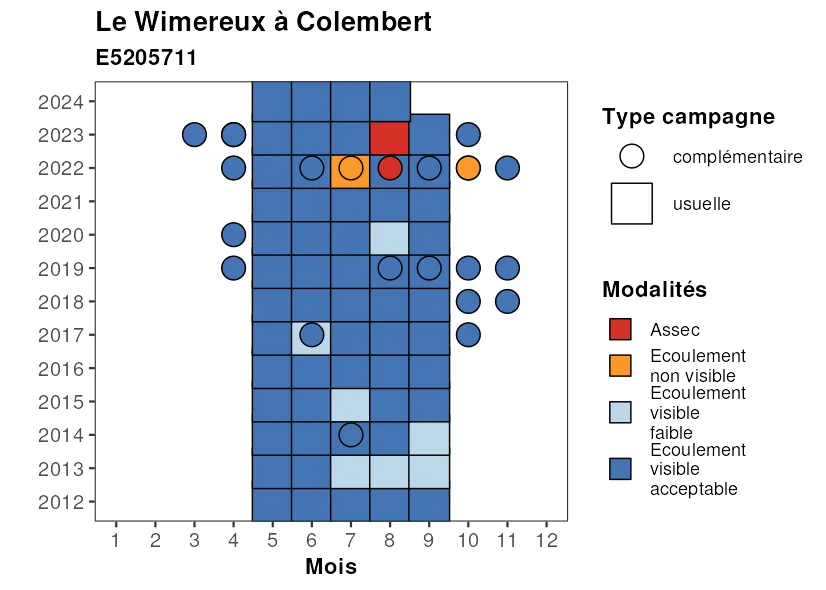 Le Wimereux à Colembert
E5205711
2024
2023
2022
2021
2020
2019
2018
2017
2016
2015
2014
2013
2012
1 2 3 4 5 6 7 8 9 10 11 12
Mois
Type campagne
complémentaire
usuelle
Modalités
Assec
Ecoulement
non visible
Ecoulement
visible
faible
Ecoulement
visible
acceptable